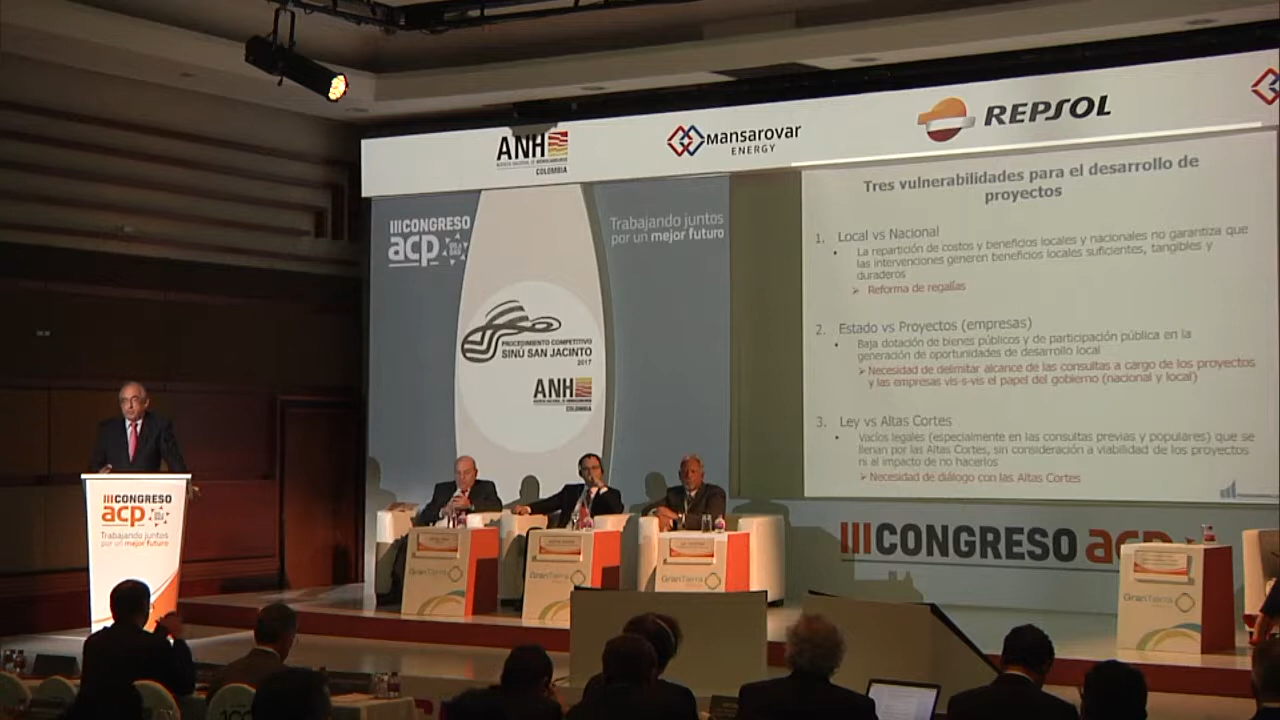 ANH
AGENCIA NACIONAL DE HIDROCARBUROS
COLOMBIA
MANSAROVAR
ENERGY
REPSOL
III CONGRESO
acp
Trabajando juntos
por un mejor futuro
PROCEDIMIENTO COMPETITIVO
SINÚ SAN JACINTO
2017
ANH
COLOMBIA
Tres vulnerabilidades para el desarrollo de
proyectos
1. Local vs Nacional
• La repartición de costos y beneficios locales y nacionales no garantiza que
las intervenciones generen beneficios locales suficientes, tangibles y
duraderos
➢ Reforma de regalías
2. Estado vs Proyectos (empresas)
• Baja dotación de bienes públicos y de participación pública en la
generación de oportunidades de desarrollo local
➢ Necesidad de delimitar alcance de las consultas a cargo de los proyectos
y las empresas vis-s-vis el papel del gobierno (nacional y local)
3. Ley vs Altas Cortes
• Vacíos legales (especialmente en las consultas previas y populares) que se
llenan por las Altas Cortes, sin consideración a viabilidad de los proyectos
ni al impacto de no hacerlos
➢ Necesidad de diálogo con las Altas Cortes
III CONGRESO acp
III CONGRESO
acp
Trabajando juntos
por un mejor futuro
GranTierra
GranTierra
GranTierra
GranTierra